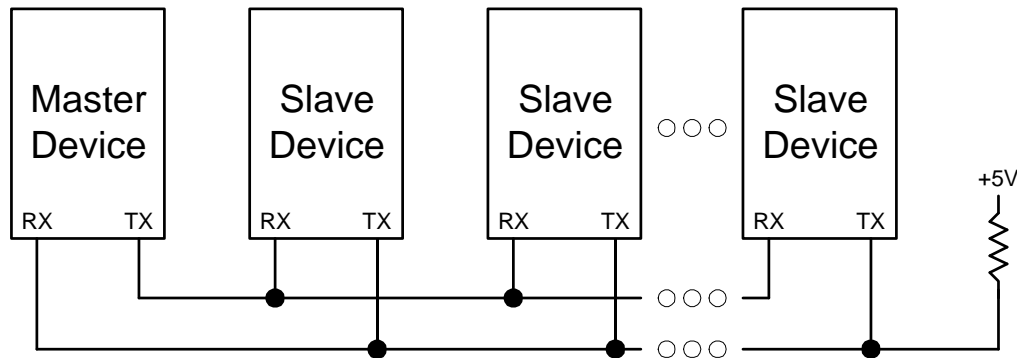 Master
Device
Slave
Device
Slave
Device
Slave
Device
+5V
RX TX
RX TX
RX TX
RX TX